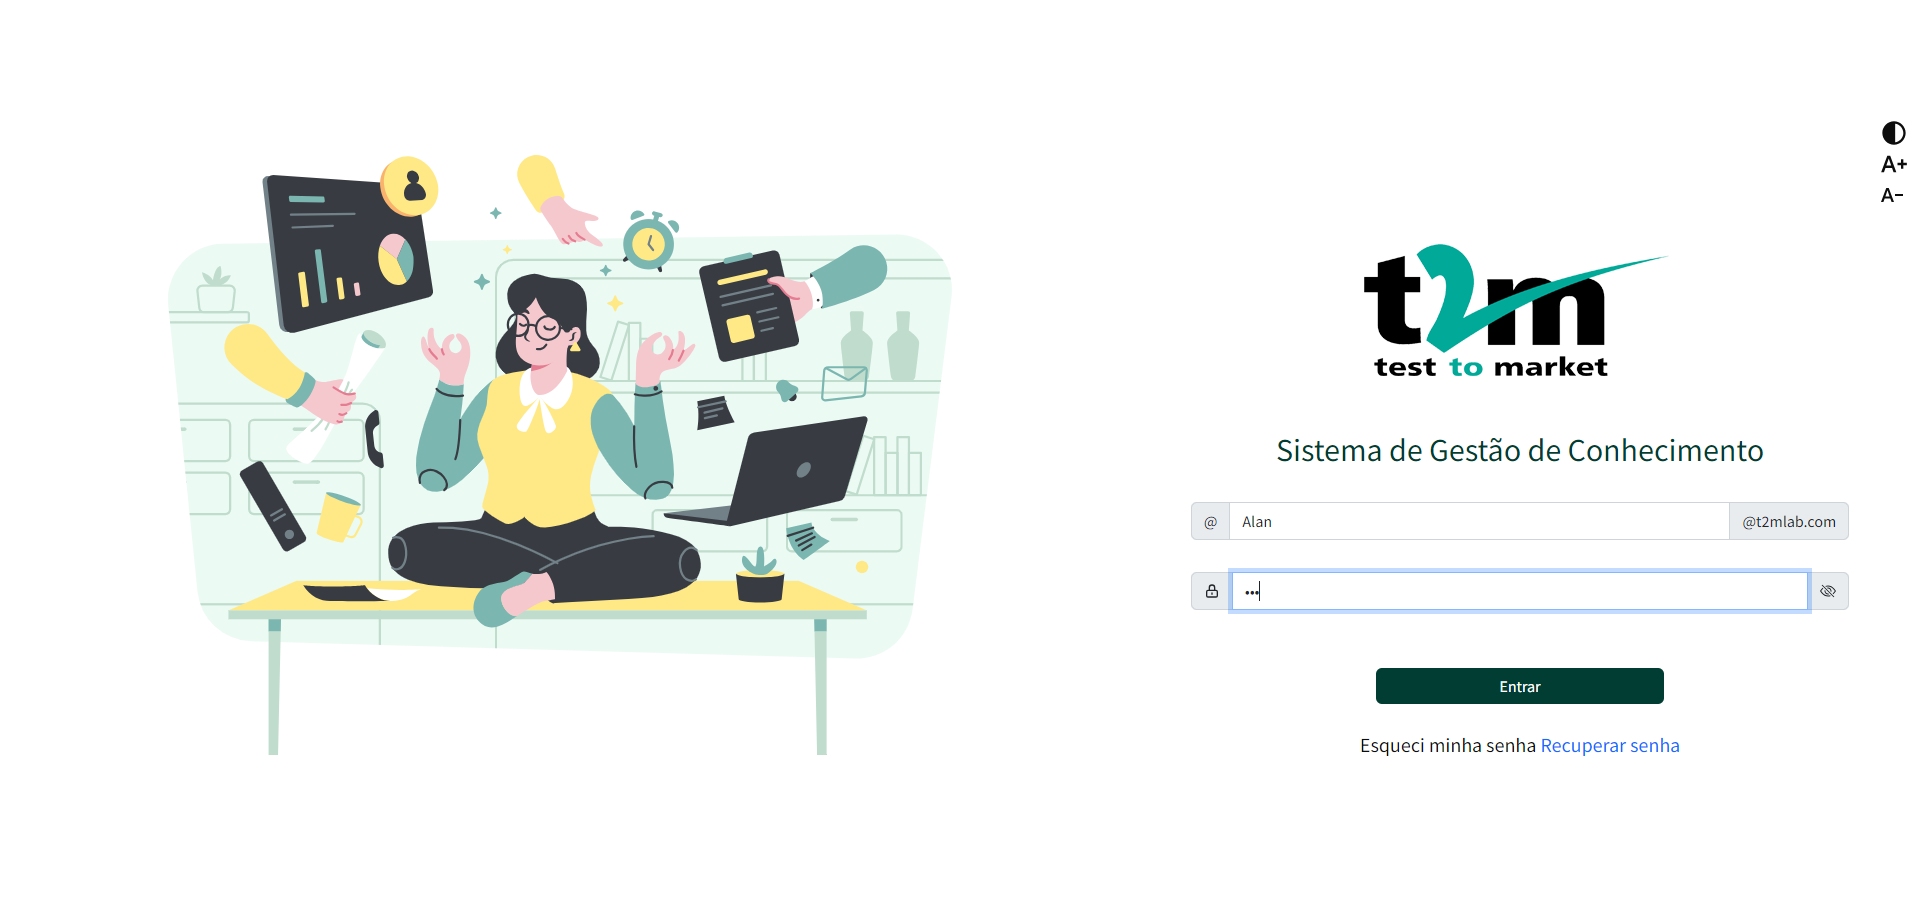 A+
A-
t2m
test to market
Sistema de Gestão de Conhecimento
@ Alan @t2mlab.com
•••
Entrar
Esqueci minha senha Recuperar senha